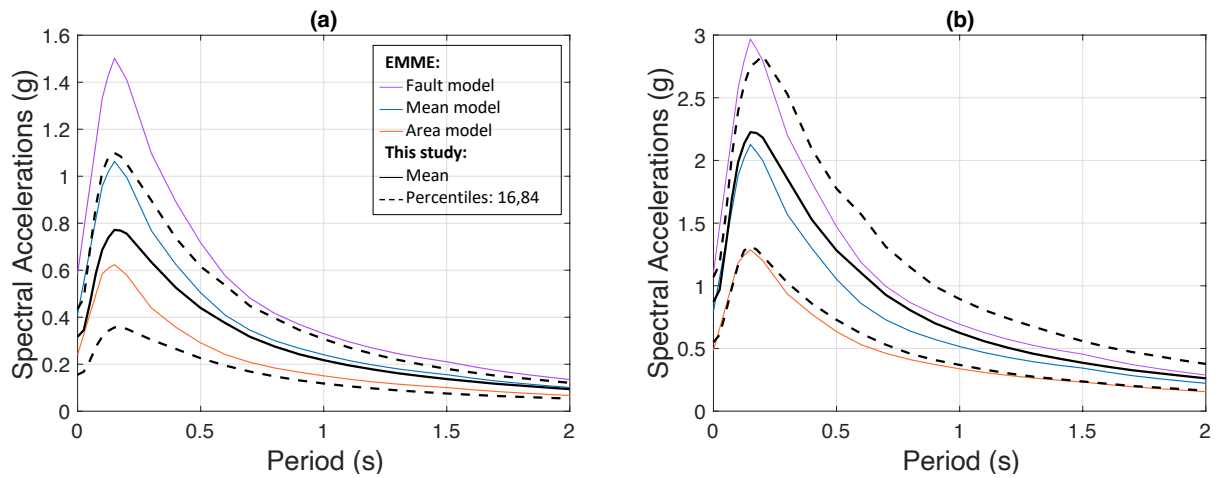 (a)
1.6
1.4
1.2
1
0.8
0.6
0.4
0.2
0
Spectral Accelerations (g)
EMME:
Fault model
Mean model
Area model
This study:
Mean
Percentiles: 16,84
0
0.5
1
1.5
2
Period (s)
(b)
3
2.5
2
1.5
1
0.5
0
Spectral Accelerations (g)
0
0.5
1
1.5
2
Period (s)